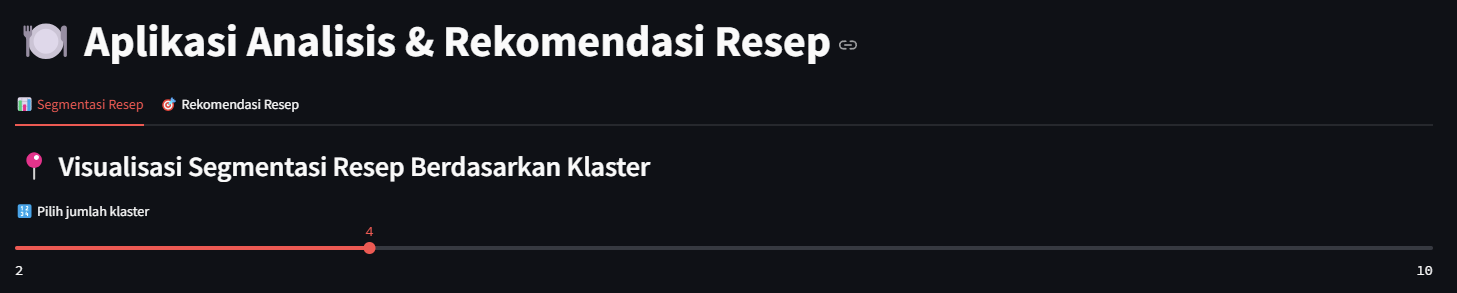 Aplikasi Analisis & Rekomendasi Resep
Segmentasi Resep Rekomendasi Resep
Visualisasi Segmentasi Resep Berdasarkan Klaster
Pilih jumlah klaster
4
2 10